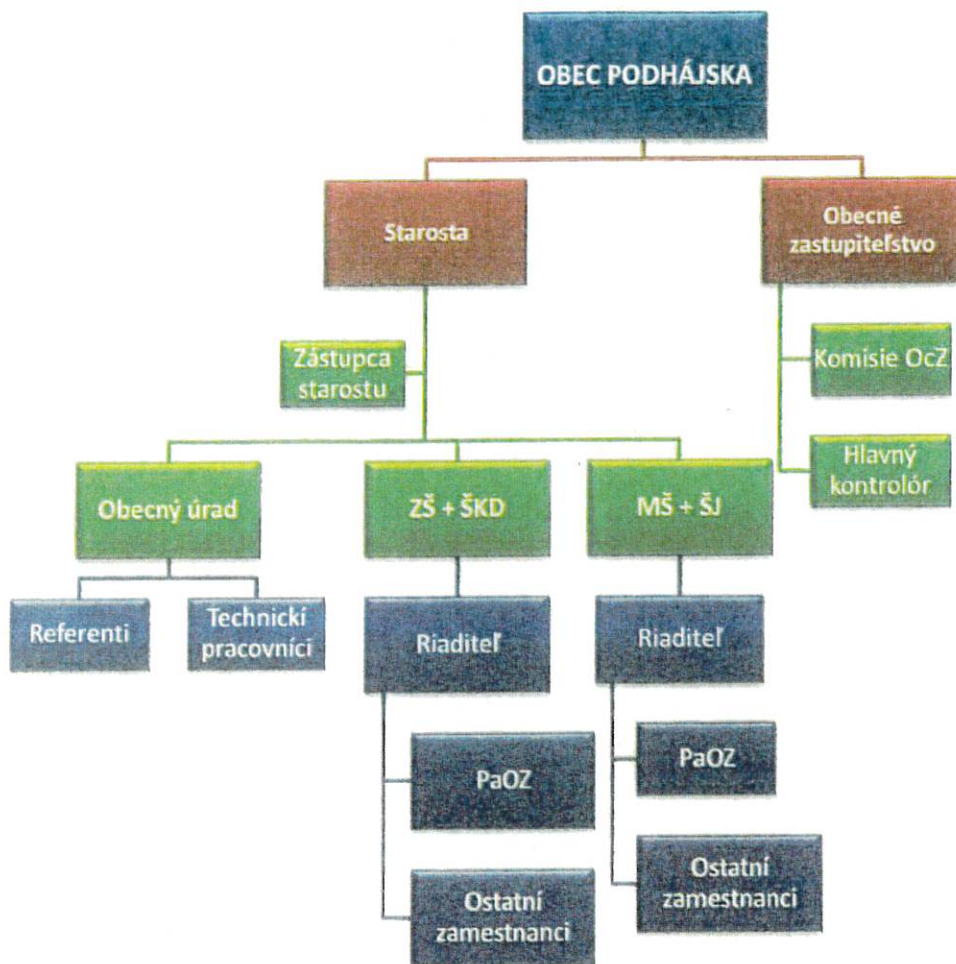 OBEC PODHÁJSKA
Starosta
Obecné
zastupiteľstvo
Zástupca
starostu
Komisie OcZ
Hlavný
kontrolór
Obecný úrad
ZŠ + ŠKD
MŠ + ŠJ
Referenti
Technickí
pracovníci
Riaditeľ
Riaditeľ
PaOZ
PaOZ
Ostatní
zamestnanci
Ostatní
zamestnanci